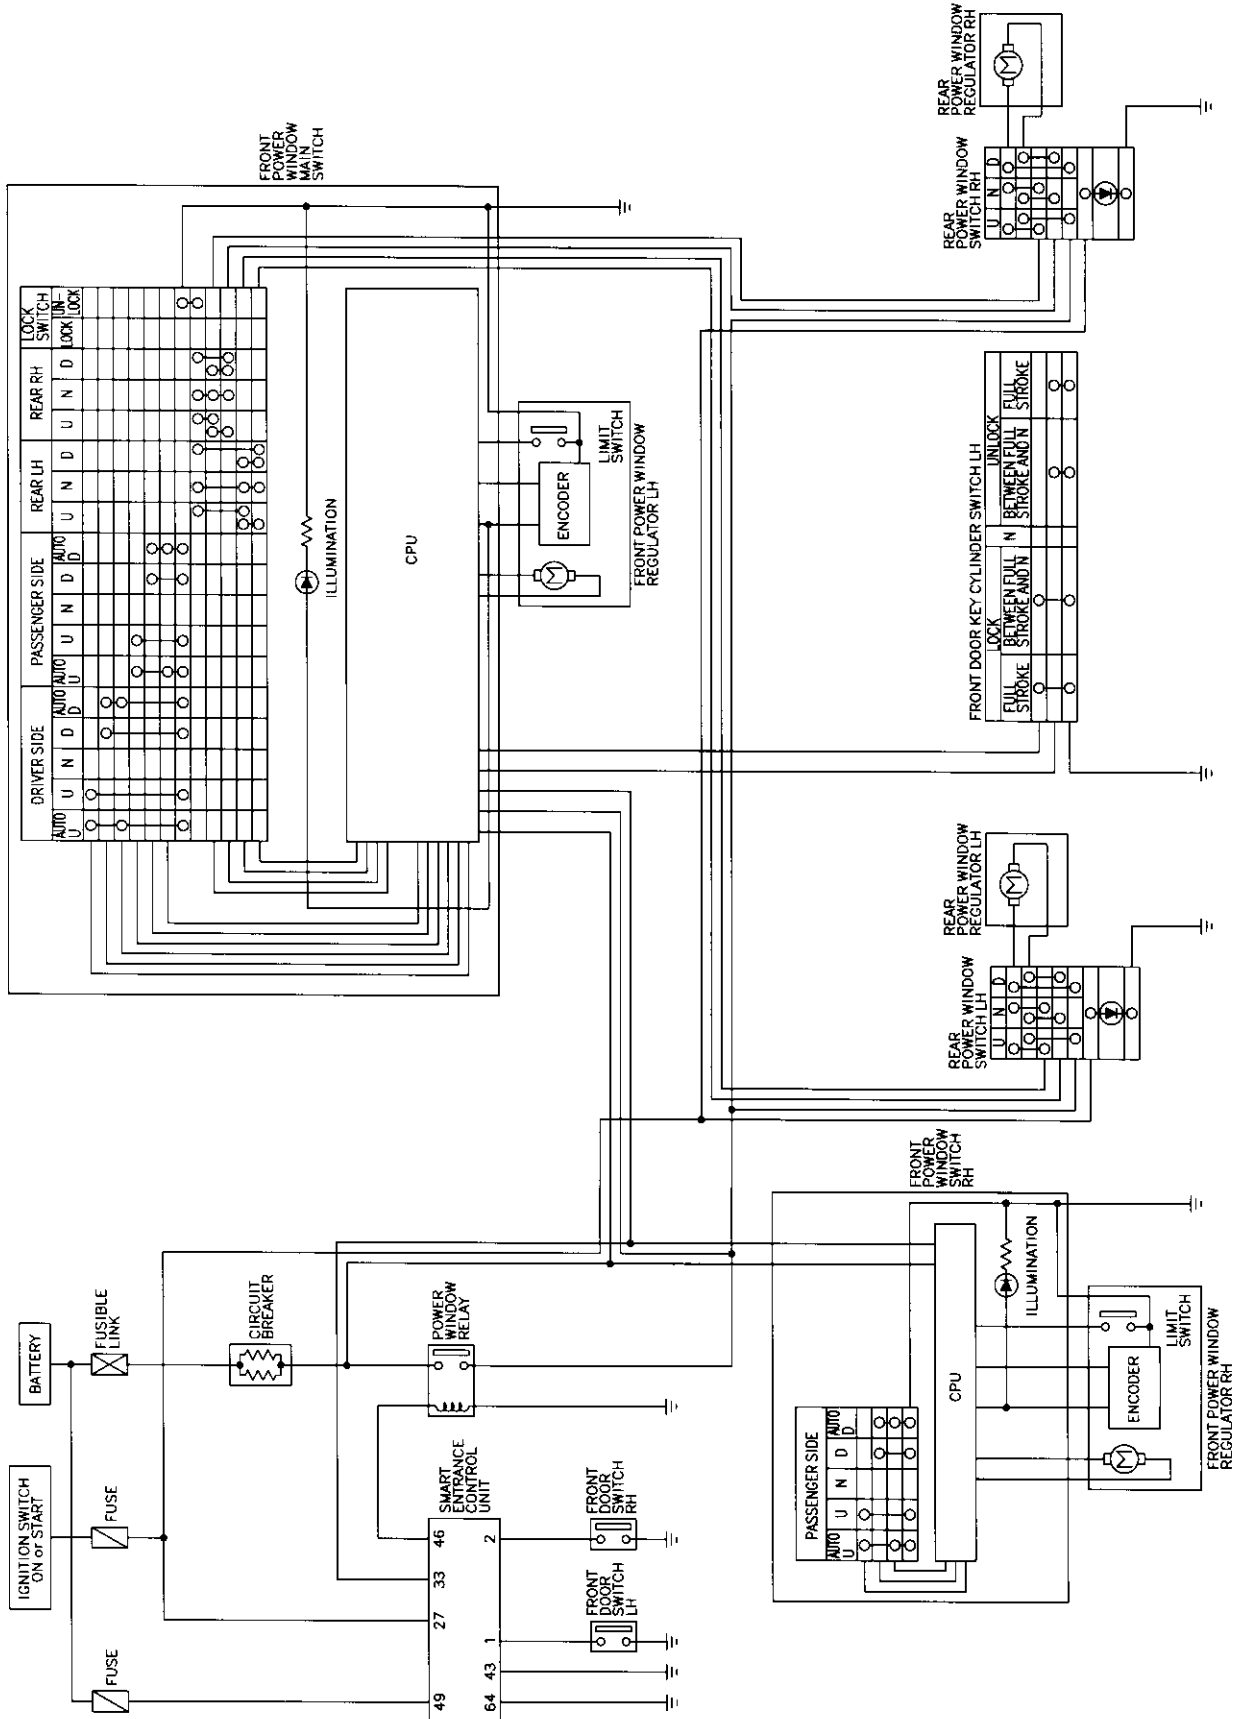 BATTERY
IGNITION SWITCH
ON or START
FUSE
FUSE
FUSIBLE
LINK
CIRCUIT
BREAKER
POWER
WINDOW
RELAY
SMART
ENTRANCE
CONTROL
UNIT
49
27
33
46
64
43
1
2
FRONT
DOOR
SWITCH
LH
FRONT
DOOR
SWITCH
RH
FRONT
POWER
WINDOW
MAIN
SWITCH
DRIVER SIDE
PASSENGER SIDE
REAR LH
REAR RH
LOCK
SWITCH
AUTO
U
U
N
D
AUTO
D
AUTO
U
U
N
D
AUTO
D
U
N
D
U
N
D
LOCK
UN-
LOCK
ILLUMINATION
CPU
ENCODER
M
LIMIT
SWITCH
FRONT POWER WINDOW
REGULATOR LH
PASSENGER SIDE
AUTO
U
U
N
D
AUTO
D
CPU
ILLUMINATION
FRONT
POWER
WINDOW
SWITCH
RH
M
ENCODER
LIMIT
SWITCH
FRONT POWER WINDOW
REGULATOR RH
REAR
POWER WINDOW
SWITCH LH
U
N
D
REAR
POWER WINDOW
REGULATOR LH
M
FRONT DOOR KEY CYLINDER SWITCH LH
LOCK
N
UNLOCK
FULL
STROKE
BETWEEN FULL
STROKE AND N
BETWEEN FULL
STROKE AND N
FULL
STROKE
REAR
POWER WINDOW
SWITCH RH
U
N
D
REAR
POWER WINDOW
REGULATOR RH
M